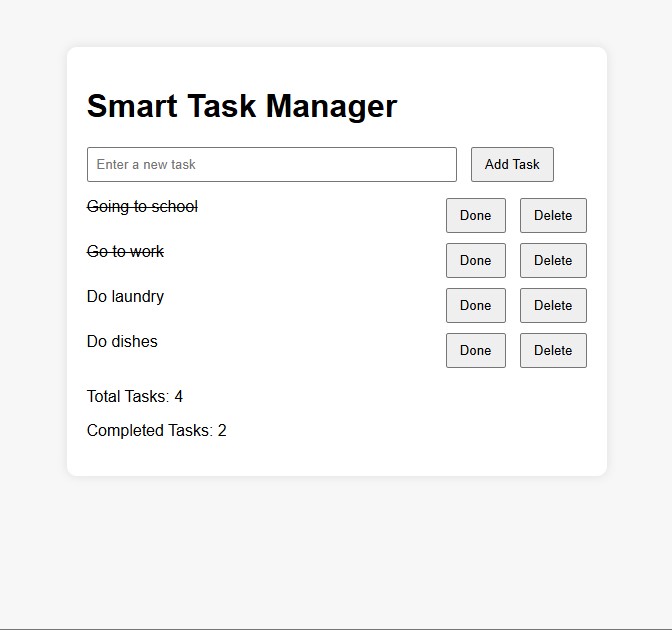 Smart Task Manager
Enter a new task Add Task
Going to school Done Delete
Go to work Done Delete
Do laundry Done Delete
Do dishes Done Delete
Total Tasks: 4
Completed Tasks: 2